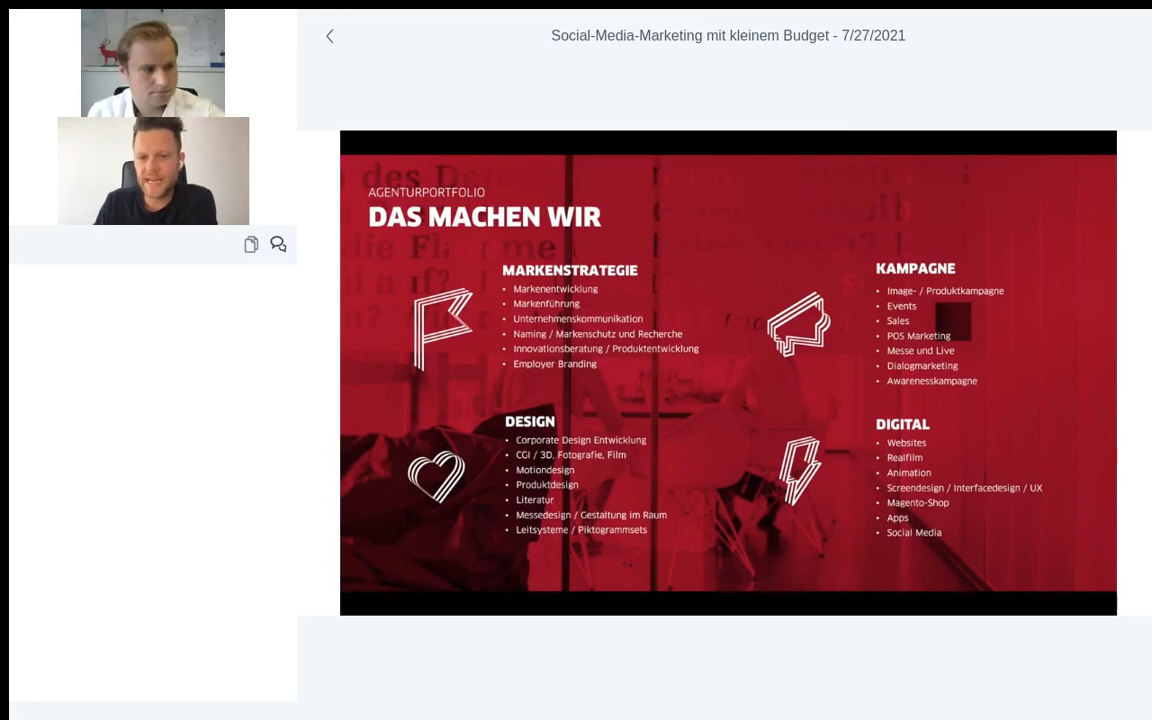 Social-Media-Marketing mit kleinem Budget - 7/27/2021
AGENTURPORTFOLIO
DAS MACHEN WIR
MARKENSTRATEGIE
• Markenentwicklung
• Markenführung
• Unternehmenskommunikation
• Naming / Markenschutz und Recherche
• Innovationsberatung / Produktentwicklung
• Employer Branding
KAMPAGNE
• Image- / Produktkampagne
• Events
• Sales
• POS Marketing
• Messe und Live
• Dialogmarketing
• Awarenesskampagne
DESIGN
• Corporate Design Entwicklung
• CGI / 3D, Fotografie, Film
• Motiondesign
• Produktdesign
• Literatur
• Messedesign / Gestaltung im Raum
• Leitsysteme / Piktogrammsets
DIGITAL
• Websites
• Realfilm
• Animation
• Screendesign / Interfacedesign / UX
• Magento-Shop
• Apps
• Social Media